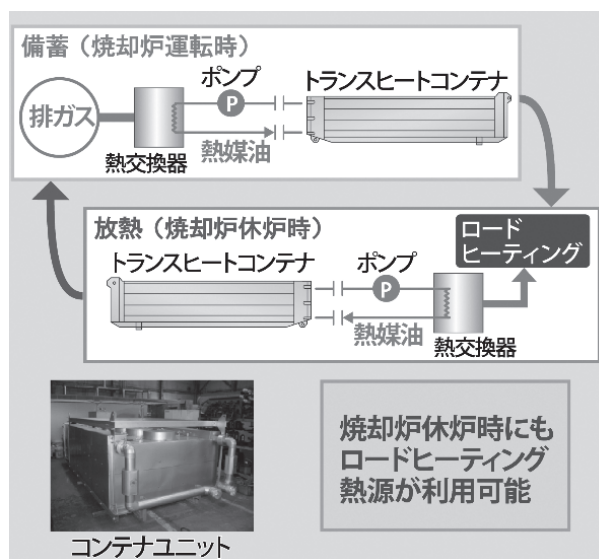 備蓄（焼却炉運転時）
ポンプ
トランスヒートコンテナ
排ガス
P
熱媒油
熱交換器
放熱（焼却炉休炉時）
ロード
ヒーティング
トランスヒートコンテナ
ポンプ
P
熱媒油
熱交換器
焼却炉休炉時にも
ロードヒーティング
熱源が利用可能
コンテナユニット